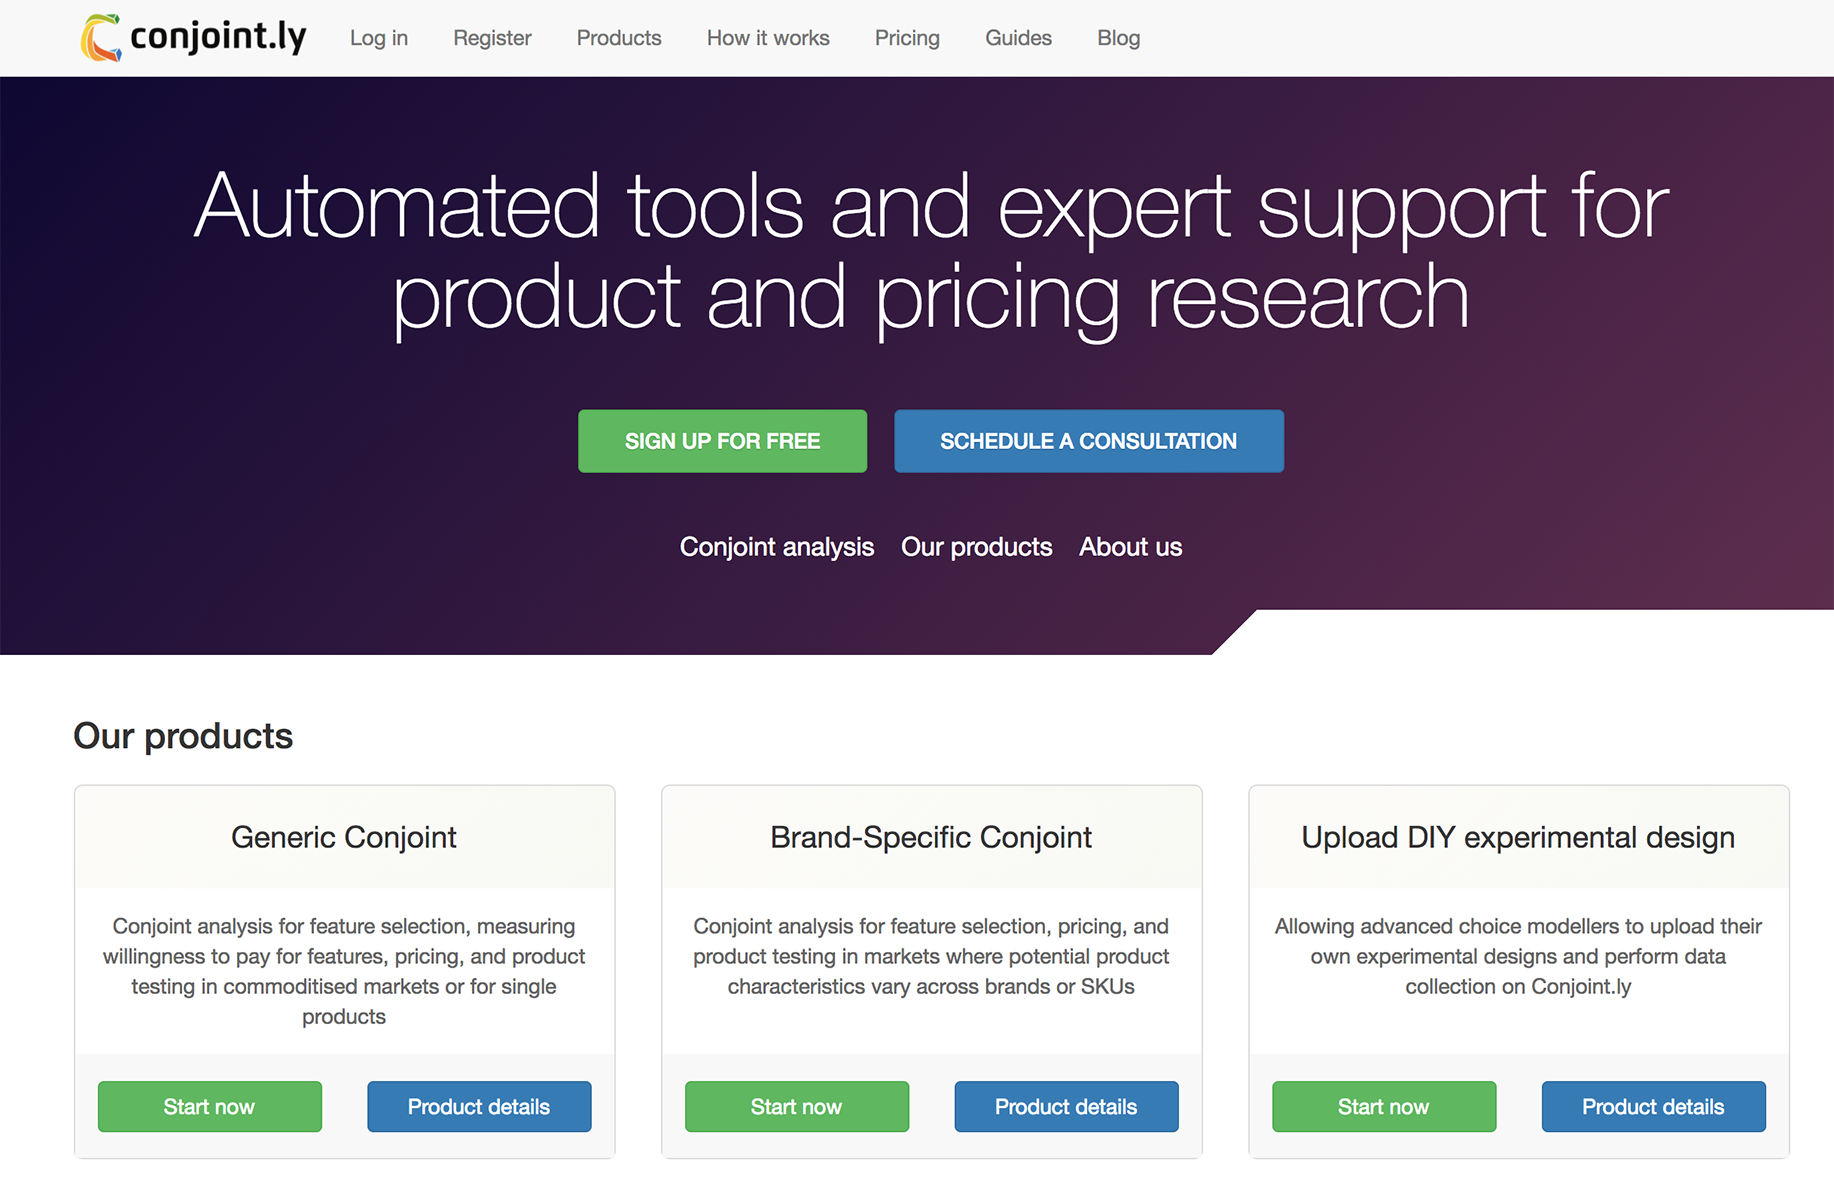 conjoint.ly Log in Register Products How it works Pricing Guides Blog
Automated tools and expert support for
product and pricing research
SIGN UP FOR FREE SCHEDULE A CONSULTATION
Conjoint analysis Our products About us
Our products
Generic Conjoint
Conjoint analysis for feature selection, measuring
willingness to pay for features, pricing, and product
testing in commoditised markets or for single
products
Start now Product details
Brand-Specific Conjoint
Conjoint analysis for feature selection, pricing, and
product testing in markets where potential product
characteristics vary across brands or SKUs
Start now Product details
Upload DIY experimental design
Allowing advanced choice modellers to upload their
own experimental designs and perform data
collection on Conjoint.ly
Start now Product details